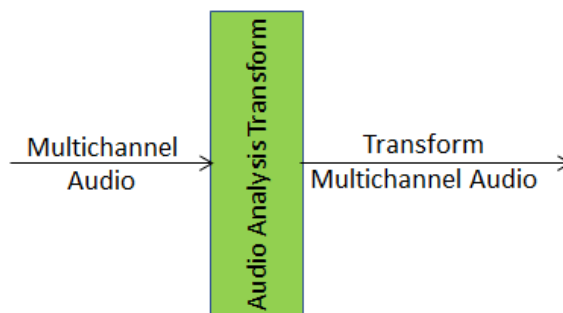 Multichannel
Audio
Audio Analysis Transform
Transform
Multichannel Audio